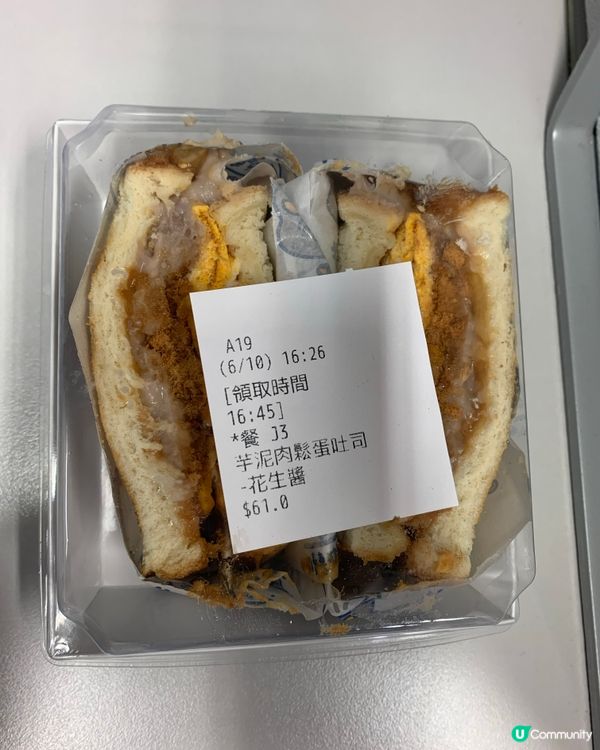 A19
(6/10) 16:26
[領取時間
16:45]
*餐 J3
芋泥肉鬆蛋吐司
-花生醬
$61.0
U Community